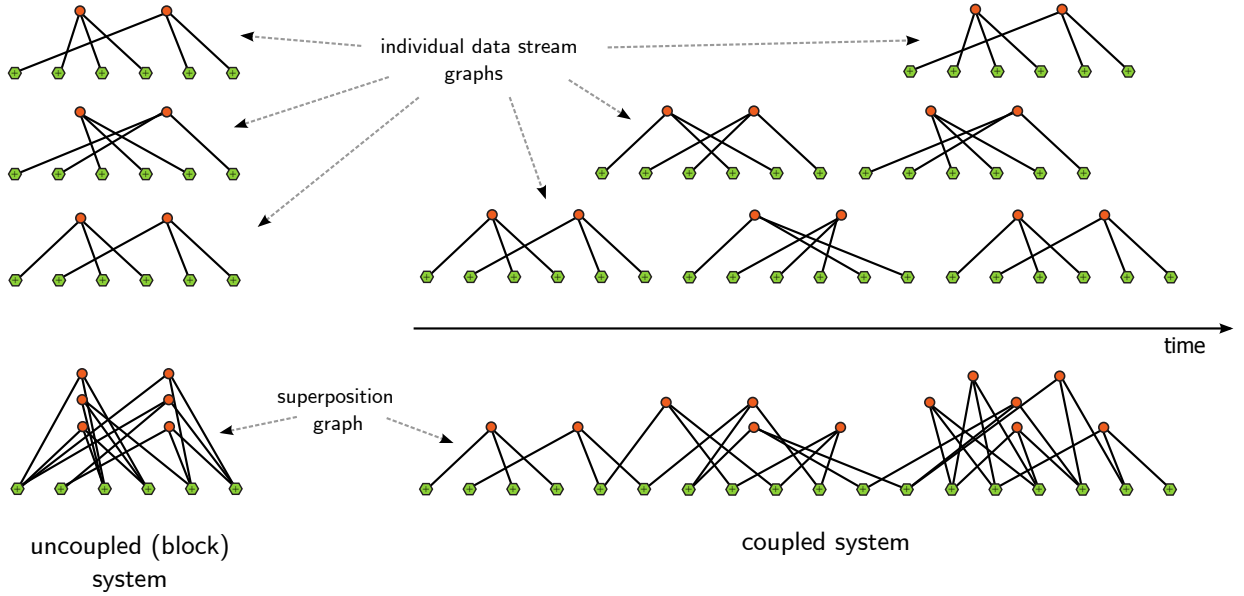 individual data stream
graphs
time
superposition
graph
uncoupled (block)
system
coupled system